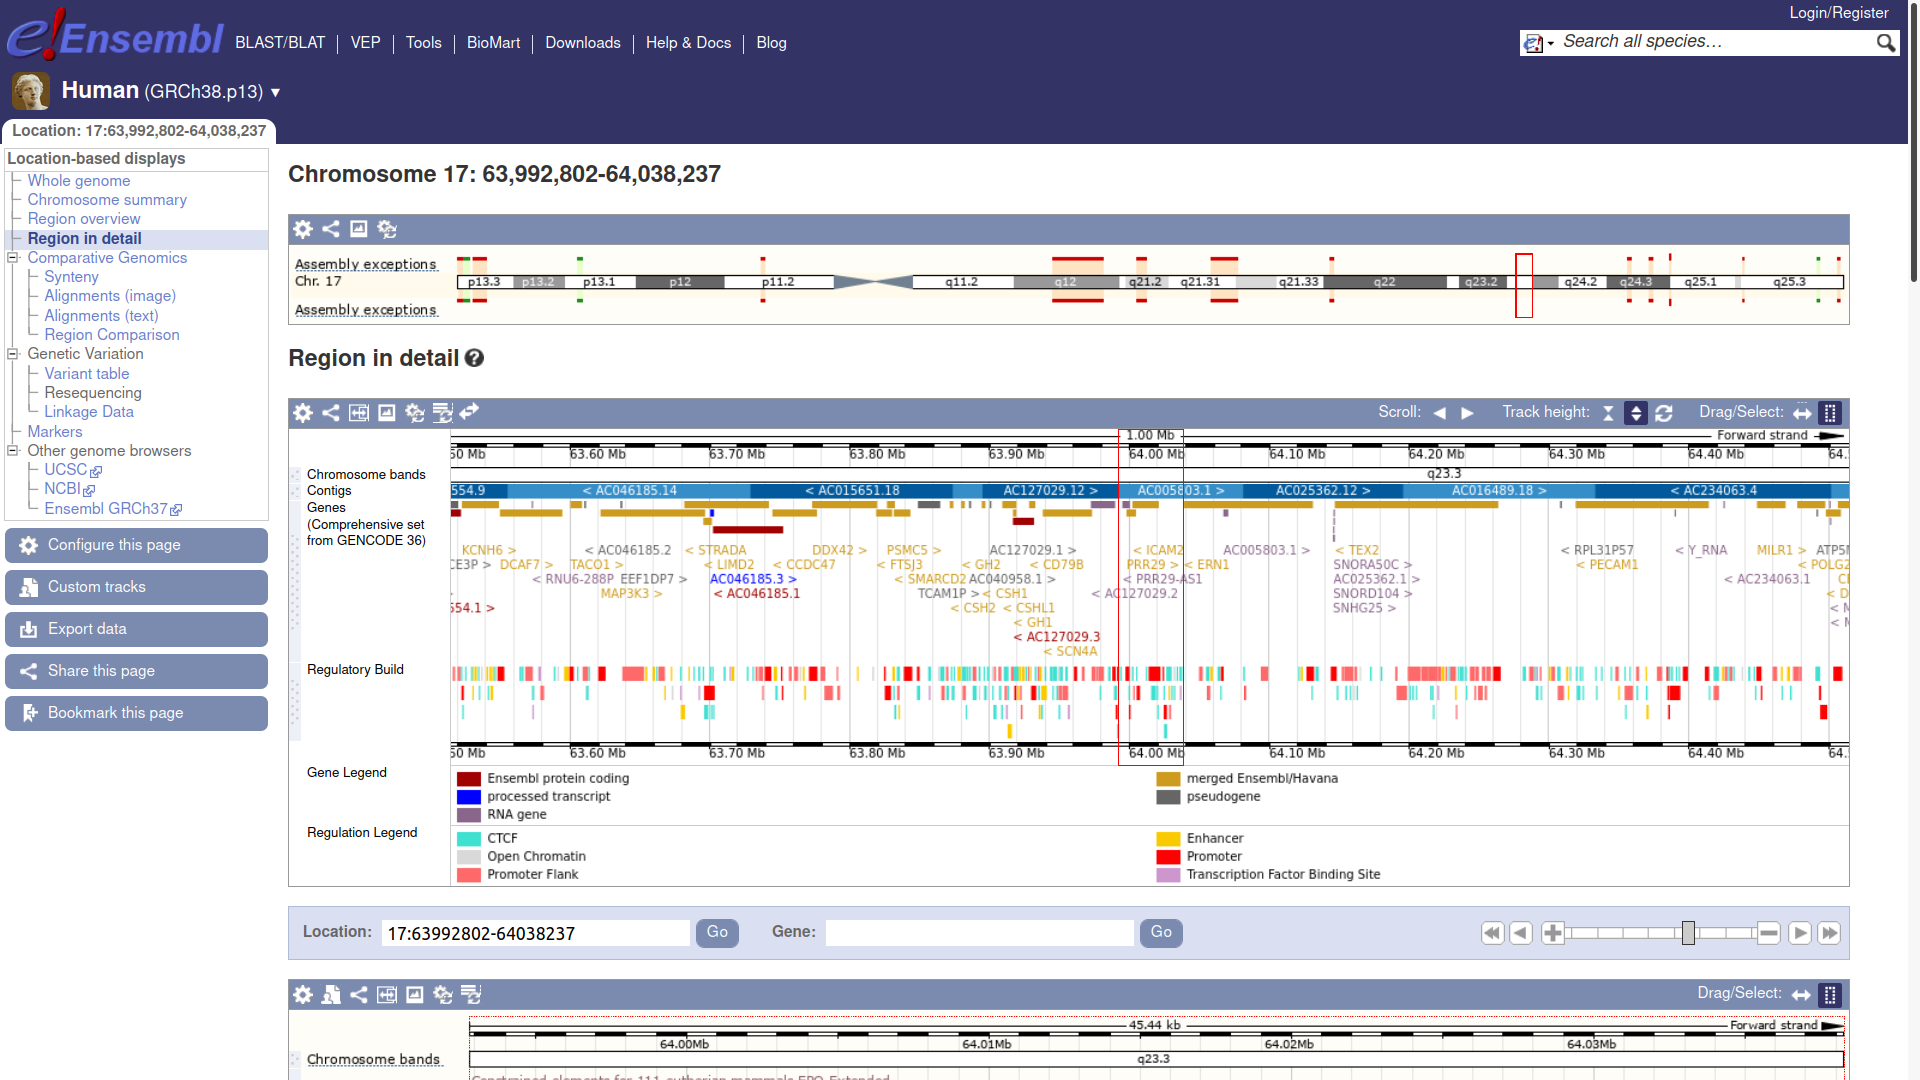 Login/Register
e!Ensembl BLAST/BLAT VEP Tools BioMart Downloads Help & Docs Blog
Search all species…
Human (GRCh38.p13) ▼
Location: 17:63,992,802-64,038,237
Location-based displays
Whole genome
Chromosome summary
Region overview
Region in detail
Comparative Genomics
Synteny
Alignments (image)
Alignments (text)
Region Comparison
Genetic Variation
Variant table
Resequencing
Linkage Data
Markers
Other genome browsers
UCSC
NCBI
Ensembl GRCh37
Configure this page
Custom tracks
Export data
Share this page
Bookmark this page
Chromosome 17: 63,992,802-64,038,237
Assembly exceptions
Chr. 17 p13.3 p13.2 p13.1 p12 p11.2 q11.2 q12 q21.2 q21.31 q21.33 q22 q23.2 q24.2 q24.3 q25.1 q25.3
Assembly exceptions
Region in detail
Scroll: Track height: Drag/Select:
1.00 Mb Forward strand
50 Mb 63.60 Mb 63.70 Mb 63.80 Mb 63.90 Mb 64.00 Mb 64.10 Mb 64.20 Mb 64.30 Mb 64.40 Mb 64.
Chromosome bands q23.3
Contigs 554.9 < AC046185.14 < AC015651.18 AC127029.12 > AC005803.1 > AC025362.12 > AC016489.18 > < AC234063.4
Genes
(Comprehensive set
from GENCODE 36)
KCNH6 > < AC046185.2 < STRADA DDX42 > PSMC5 > AC127029.1 > < ICAM2 AC005803.1 > < TEX2 < RPL31P57 < Y_RNA MILR1 > ATP5
CE3P > DCAF7 > TACO1 > < LIMD2 < CCDC47 < FTSJ3 < GH2 < CD79B PRR29 > < ERN1 SNORA50C > < PECAM1 < POLG2
< RNU6-288P EEF1DP7 > AC046185.3 > < SMARCD2 AC040958.1 > < PRR29-AS1 AC025362.1 > < AC234063.1
MAP3K3 > < AC046185.1 TCAM1P > < CSH1 < AC127029.2 SNORD104 > < D
554.1 > < CSH2 < CSHL1 SNHG25 >
< GH1
< AC127029.3
< SCN4A
Regulatory Build
50 Mb 63.60 Mb 63.70 Mb 63.80 Mb 63.90 Mb 64.00 Mb 64.10 Mb 64.20 Mb 64.30 Mb 64.40 Mb 64.
Gene Legend
Ensembl protein coding merged Ensembl/Havana
processed transcript pseudogene
RNA gene
Regulation Legend
CTCF Enhancer
Open Chromatin Promoter
Promoter Flank Transcription Factor Binding Site
Location: 17:63992802-64038237 Go Gene: Go
Drag/Select:
45.44 kb Forward strand
64.00Mb 64.01Mb 64.02Mb 64.03Mb
Chromosome bands q23.3
Constrained elements for 111 eutherian mammals EPO-Extended